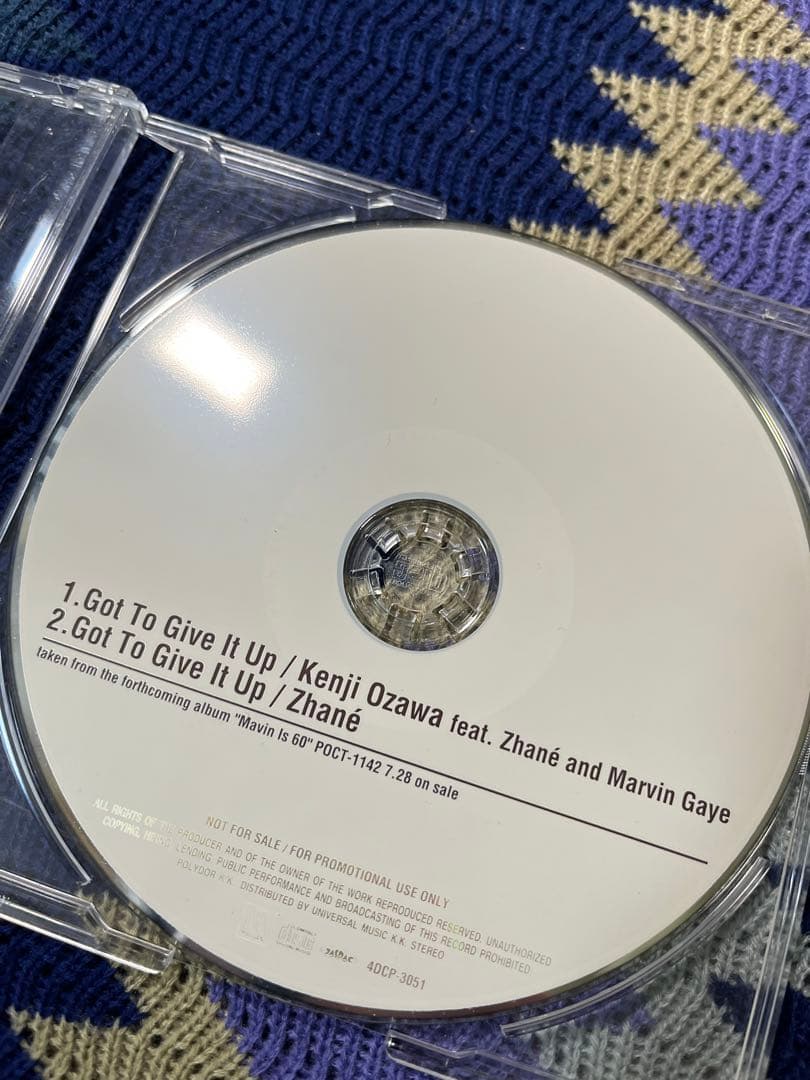 1.Got To Give It Up / Kenji Ozawa feat. Zhané and Marvin Gaye
2.Got To Give It Up / Zhané
taken from the forthcoming album "Mavin Is 60" POCT-1142 7.28 on sale
NOT FOR SALE / FOR PROMOTIONAL USE ONLY
ALL RIGHTS OF THE PRODUCER AND OF THE OWNER OF THE WORK REPRODUCED RESERVED. UNAUTHORIZED
COPYING, LENDING, PUBLIC PERFORMANCE AND BROADCASTING OF THIS RECORD PROHIBITED.
POLYDOR K.K. DISTRIBUTED BY UNIVERSAL MUSIC K.K. STEREO
4DCP-3051